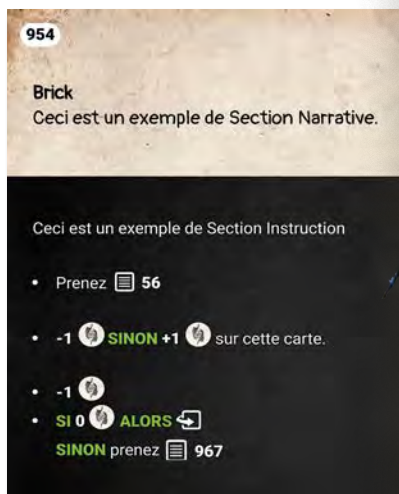 954
Brick
Ceci est un exemple de Section Narrative.
Ceci est un exemple de Section Instruction
• Prenez 56
• -1 SINON +1 sur cette carte.
• -1
• SI 0 ALORS
SINON prenez 967